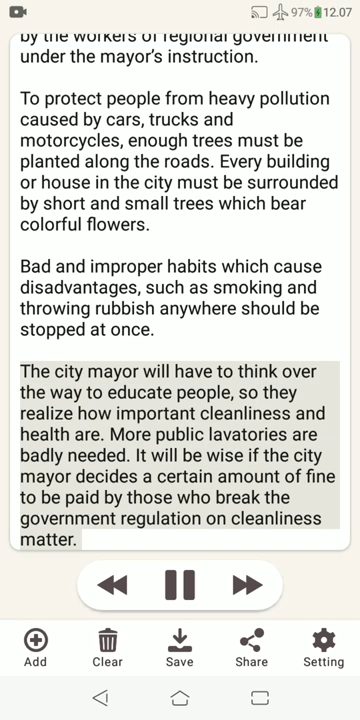 97% 12.07
by the workers of regional government
under the mayor's instruction.
To protect people from heavy pollution
caused by cars, trucks and
motorcycles, enough trees must be
planted along the roads. Every building
or house in the city must be surrounded
by short and small trees which bear
colorful flowers.
Bad and improper habits which cause
disadvantages, such as smoking and
throwing rubbish anywhere should be
stopped at once.
The city mayor will have to think over
the way to educate people, so they
realize how important cleanliness and
health are. More public lavatories are
badly needed. It will be wise if the city
mayor decides a certain amount of fine
to be paid by those who break the
government regulation on cleanliness
matter.
Add Clear Save Share Setting